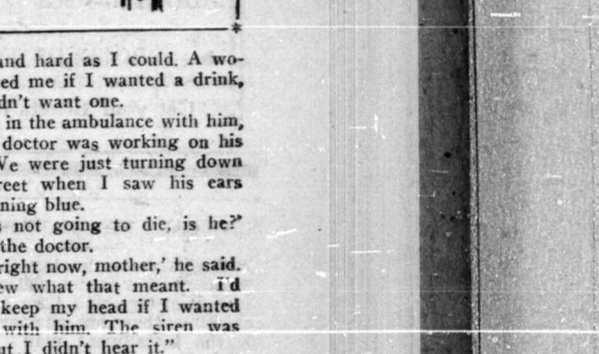 and hard as I could. A wo-
ed me if I wanted a drink,
dn't want one.
in the ambulance with him,
doctor was working on his
We were just turning down
reet when I saw his ears
ning blue.
s not going to die, is he?'
the doctor.
right now, mother,' he said.
ew what that meant. I'd
keep my head if I wanted
with him. The siren was
ut I didn't hear it."